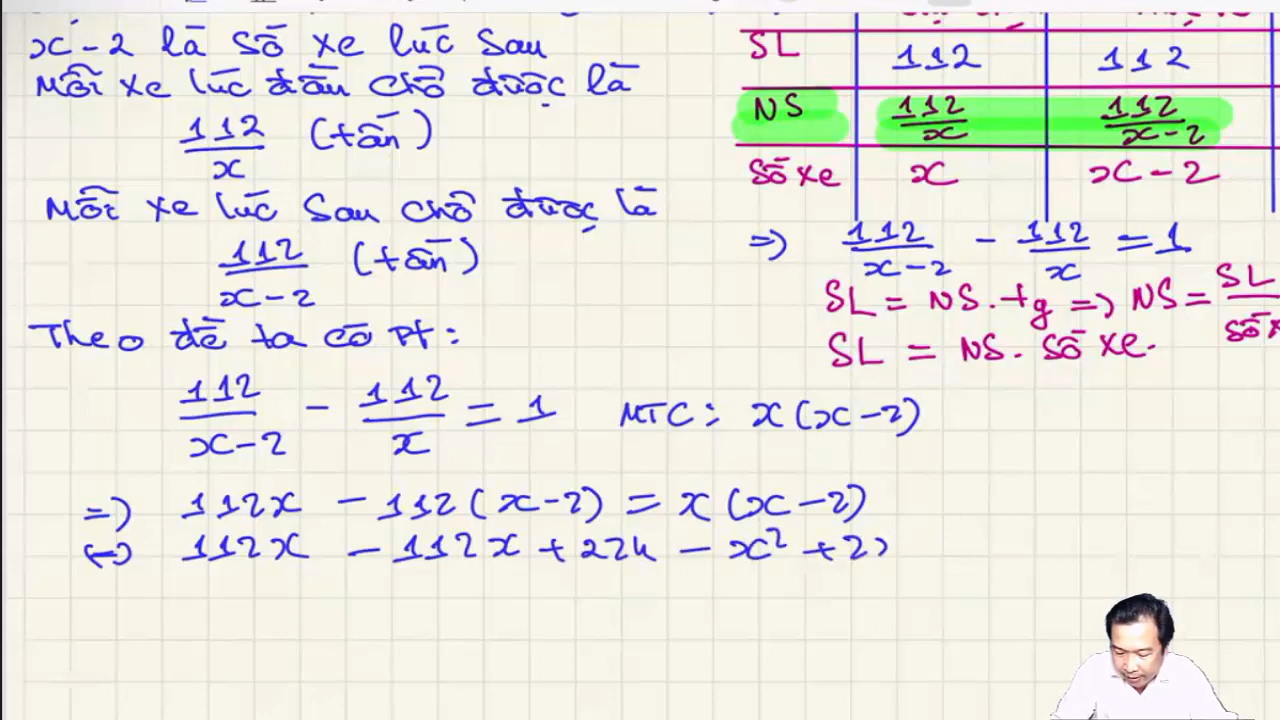 x - 2 là số xe lúc sau
Mỗi xe lúc đầu chở được là
112/x (tấn)
Mỗi xe lúc sau chở được là
112/(x-2) (tấn)
Theo đề ta có Pt:
112/(x-2) - 112/x = 1 MTC: x(x-2)
=> 112x - 112(x-2) = x(x-2)
<=> 112x - 112x + 224 - x² + 2
SL 112 112
NS 112/x 112/(x-2)
Số xe x x-2
=> 112/(x-2) - 112/x = 1
SL = NS.tg => NS = SL/số
SL = NS. Số xe.